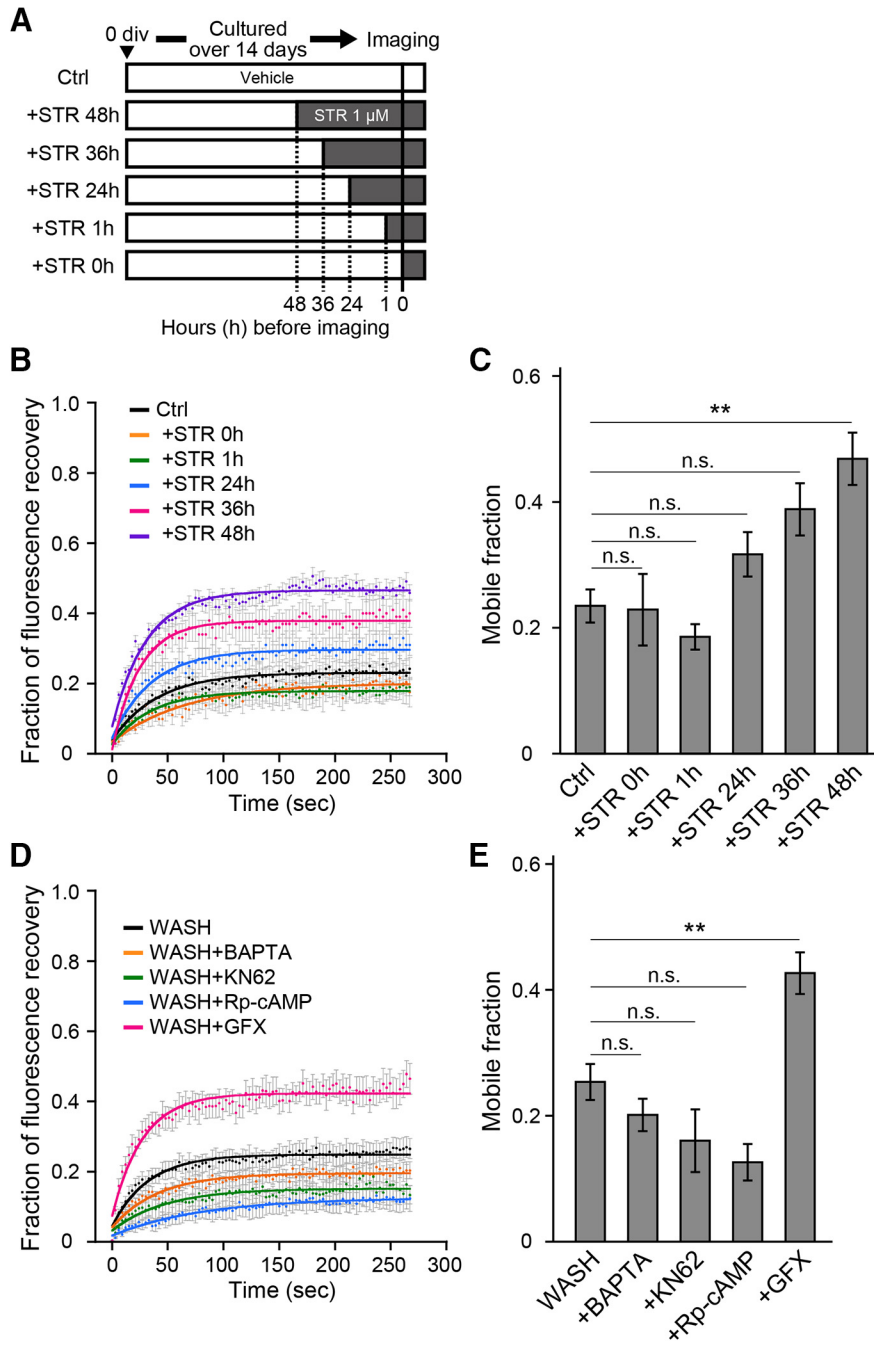 A
0 div
Cultured
over 14 days
Imaging
Ctrl
Vehicle
+STR 48h
STR 1 µM
+STR 36h
+STR 24h
+STR 1h
+STR 0h
48 36 24 1 0
Hours (h) before imaging
B
Fraction of fluorescence recovery
1.0
0.8
0.6
0.4
0.2
0
Ctrl
+STR 0h
+STR 1h
+STR 24h
+STR 36h
+STR 48h
0 50 100 150 200 250 300
Time (sec)
C
Mobile fraction
0.6
0.4
0.2
0
**
n.s.
n.s.
n.s.
n.s.
Ctrl
+STR 0h
+STR 1h
+STR 24h
+STR 36h
+STR 48h
D
Fraction of fluorescence recovery
1.0
0.8
0.6
0.4
0.2
0
WASH
WASH+BAPTA
WASH+KN62
WASH+Rp-cAMP
WASH+GFX
0 50 100 150 200 250 300
Time (sec)
E
Mobile fraction
0.6
0.4
0.2
0
**
n.s.
n.s.
n.s.
WASH
+BAPTA
+KN62
+Rp-cAMP
+GFX